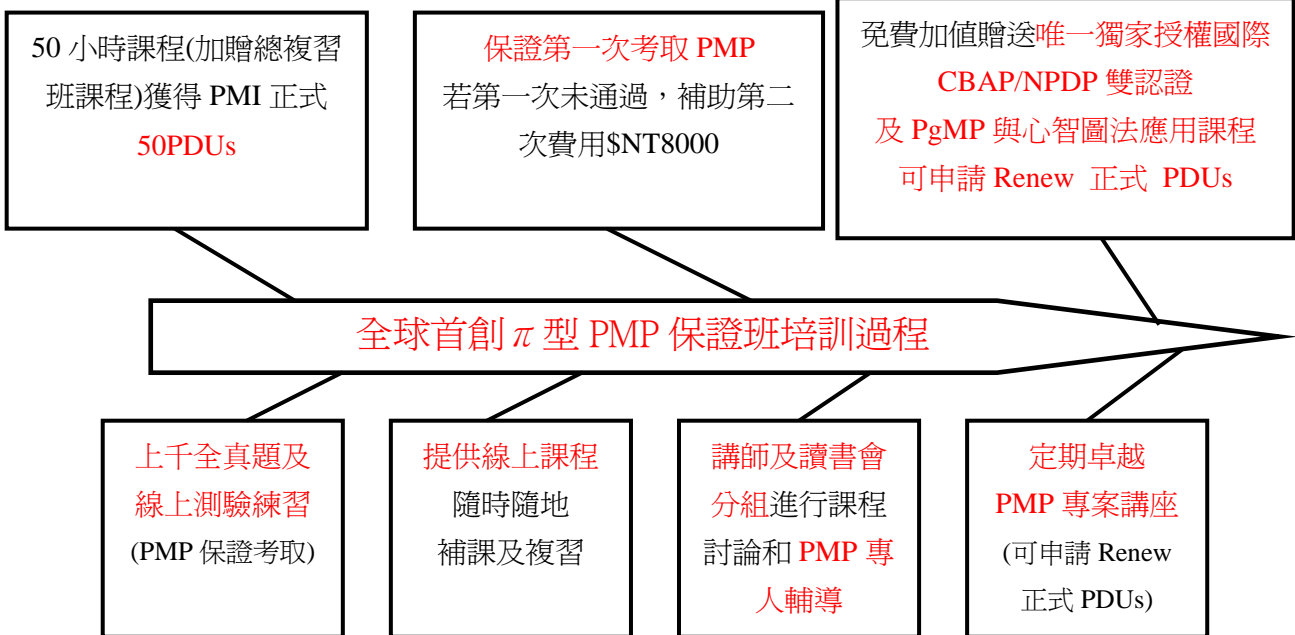 50 小時課程(加贈總複習
班課程)獲得 PMI 正式
50PDUs
保證第一次考取 PMP
若第一次未通過，補助第二
次費用$NT8000
免費加值贈送唯一獨家授權國際
CBAP/NPDP 雙認證
及 PgMP 與心智圖法應用課程
可申請 Renew 正式 PDUs
全球首創 π 型 PMP 保證班培訓過程
上千全真題及
線上測驗練習
(PMP 保證考取)
提供線上課程
隨時隨地
補課及複習
講師及讀書會
分組進行課程
討論和 PMP 專
人輔導
定期卓越
PMP 專案講座
(可申請 Renew
正式 PDUs)